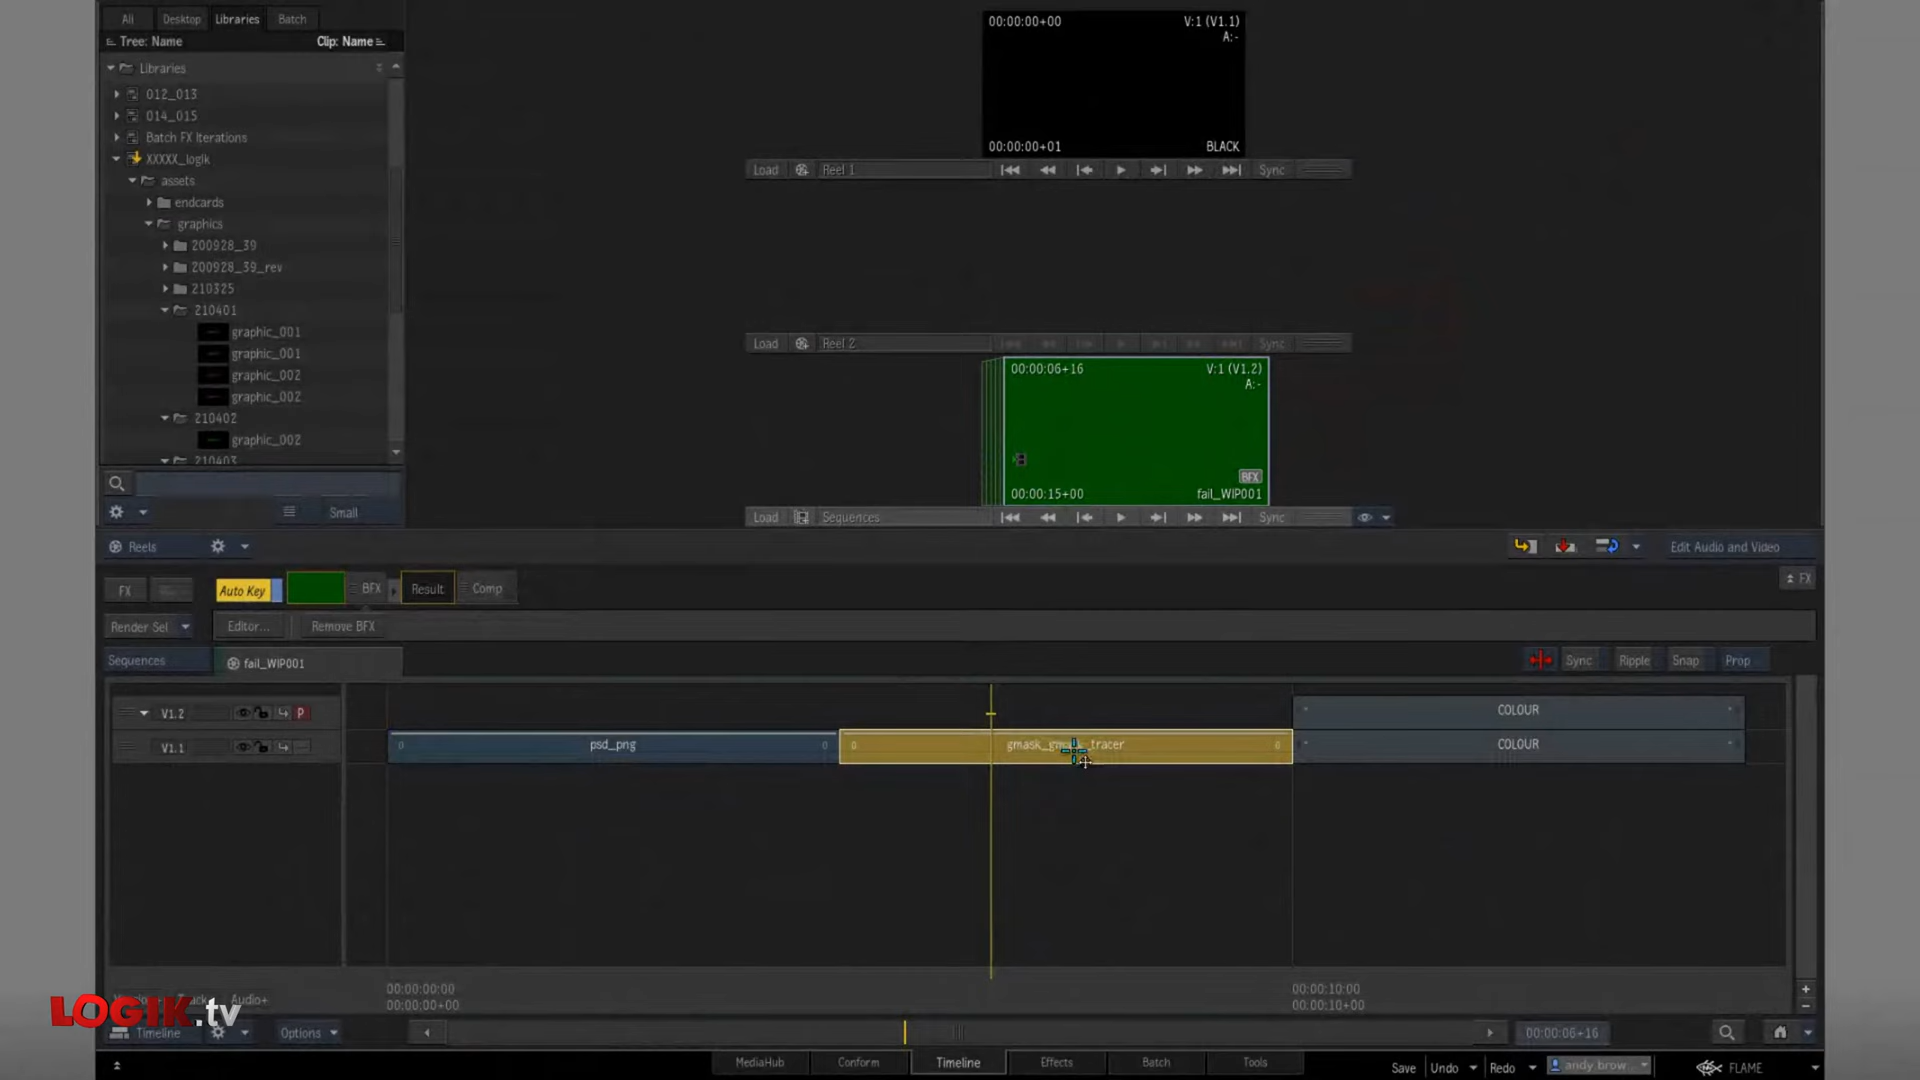 All Desktop Libraries Batch
Tree: Name Clip: Name
Libraries
012_013
014_015
Batch FX Iterations
XXXXX_logik
assets
endcards
graphics
200928_39
200928_39_rev
210325
210401
graphic_001
graphic_001
graphic_002
graphic_002
210402
graphic_002
210403
Small
00:00:00+00 V:1 (V1.1)
A:-
00:00:00+01 BLACK
Load Reel 1 Sync
Load Reel 2 Sync
00:00:06+16 V:1 (V1.2)
A:-
BFX
00:00:15+00 fail_WIP001
Load Sequences Sync
Reels Edit Audio and Video
FX Auto Key BFX Result Comp FX
Render Sel Editor... Remove BFX
Sequences fail_WIP001 Sync Ripple Snap Prop
V1.2 P COLOUR
V1.1 psd_png tracer COLOUR
00:00:00:00 00:00:10:00
00:00:00+00 00:00:10+00
Audio+
LOGIK.tv
Timeline Options 00:00:06+16
MediaHub Conform Timeline Effects Batch Tools
Save Undo Redo andy.brow... FLAME